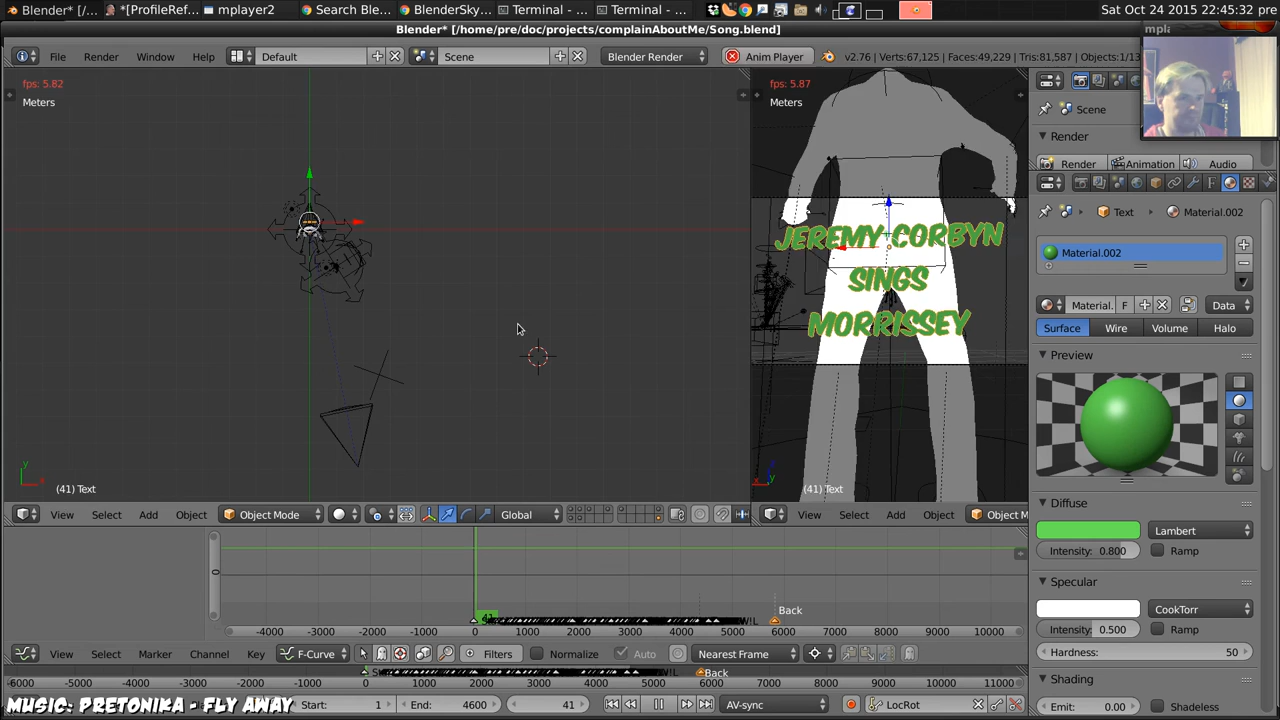 Blender* [/
*[ProfileRef...
mplayer2
Search Ble...
BlenderSky...
Terminal - ...
Terminal - ...
Sat Oct 24 2015 22:45:32 pre
Blender* [/home/pre/doc/projects/complainAboutMe/Song.blend]
mpla
File
Render
Window
Help
Default
Scene
Blender Render
Anim Player
v2.76 | Verts:67,125 | Faces:49,229 | Tris:81,587 | Objects:1/13
fps: 5.82
Meters
fps: 5.87
Meters
Scene
Render
Render
Animation
Audio
Text
Material.002
Material.002
JEREMY CORBYN
SINGS
MORRISSEY
Material.
F
Data
Surface
Wire
Volume
Halo
Preview
(41) Text
(41) Text
View
Select
Add
Object
Object Mode
Global
View
Select
Add
Object
Object M
Diffuse
Lambert
Intensity: 0.800
Ramp
Specular
CookTorr
Intensity: 0.500
Ramp
Hardness: 50
Shading
Emit: 0.00
Shadeless
0
41
Back
-4000
-3000
-2000
-1000
0
1000
2000
3000
4000
5000
6000
7000
8000
9000
10000
View
Select
Marker
Channel
Key
F-Curve
Filters
Normalize
Auto
Nearest Frame
Back
-6000
-5000
-4000
-3000
-2000
-1000
0
1000
2000
3000
4000
5000
6000
7000
8000
9000
10000
11000
MUSIC: PRETONIKA - FLY AWAY
Start: 1
End: 4600
41
AV-sync
LocRot